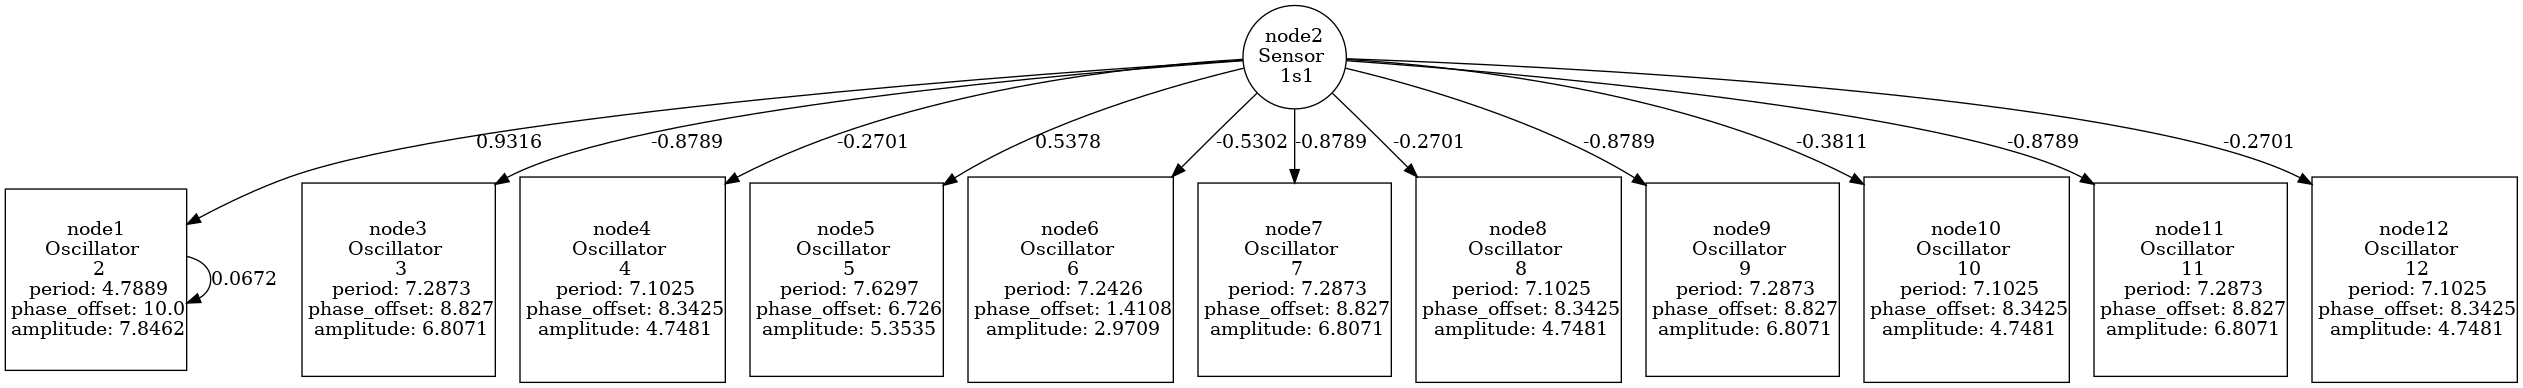 node2
Sensor
1s1
0.9316
-0.8789
-0.2701
0.5378
-0.5302
-0.8789
-0.2701
-0.8789
-0.3811
-0.8789
-0.2701
node1
Oscillator
2
period: 4.7889
phase_offset: 10.0
amplitude: 7.8462
0.0672
node3
Oscillator
3
period: 7.2873
phase_offset: 8.827
amplitude: 6.8071
node4
Oscillator
4
period: 7.1025
phase_offset: 8.3425
amplitude: 4.7481
node5
Oscillator
5
period: 7.6297
phase_offset: 6.726
amplitude: 5.3535
node6
Oscillator
6
period: 7.2426
phase_offset: 1.4108
amplitude: 2.9709
node7
Oscillator
7
period: 7.2873
phase_offset: 8.827
amplitude: 6.8071
node8
Oscillator
8
period: 7.1025
phase_offset: 8.3425
amplitude: 4.7481
node9
Oscillator
9
period: 7.2873
phase_offset: 8.827
amplitude: 6.8071
node10
Oscillator
10
period: 7.1025
phase_offset: 8.3425
amplitude: 4.7481
node11
Oscillator
11
period: 7.2873
phase_offset: 8.827
amplitude: 6.8071
node12
Oscillator
12
period: 7.1025
phase_offset: 8.3425
amplitude: 4.7481